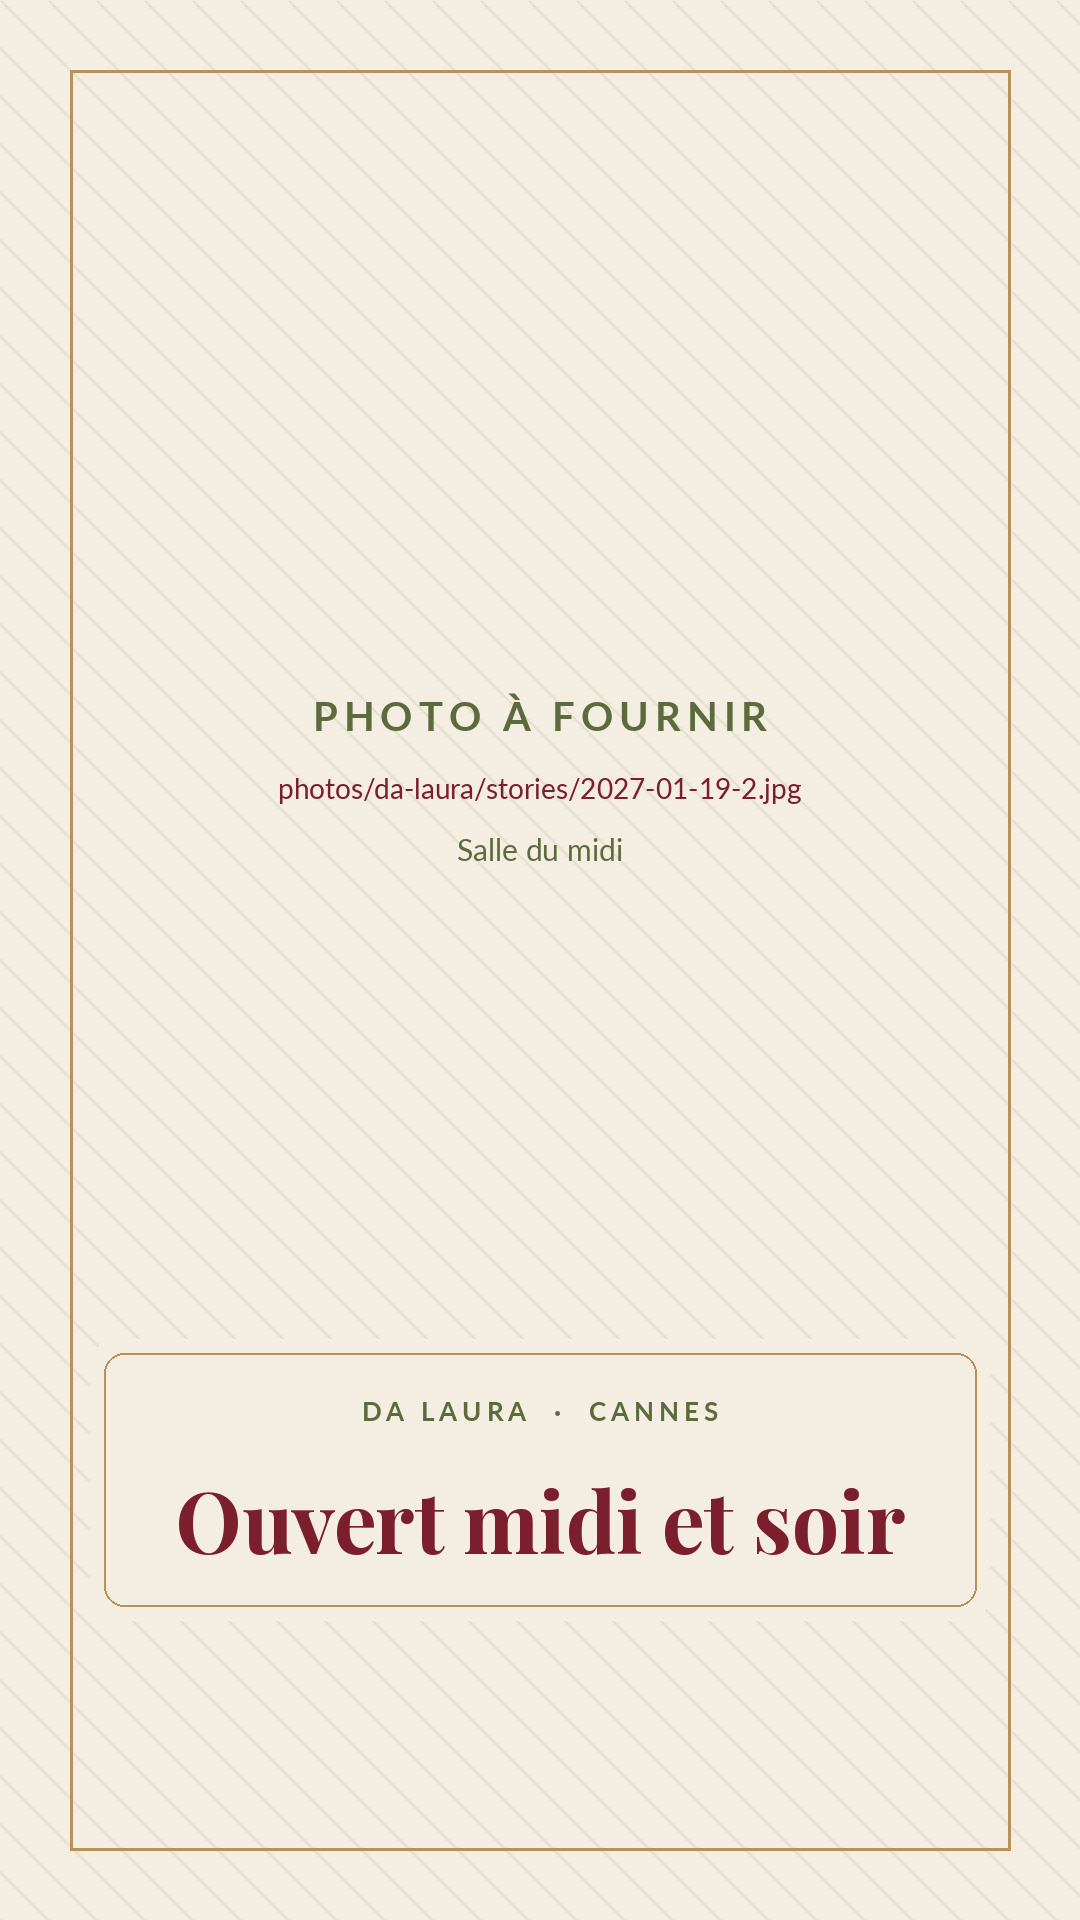 PHOTO À FOURNIR
photos/da-laura/stories/2027-01-19-2.jpg
Salle du midi
DA LAURA · CANNES
Ouvert midi et soir